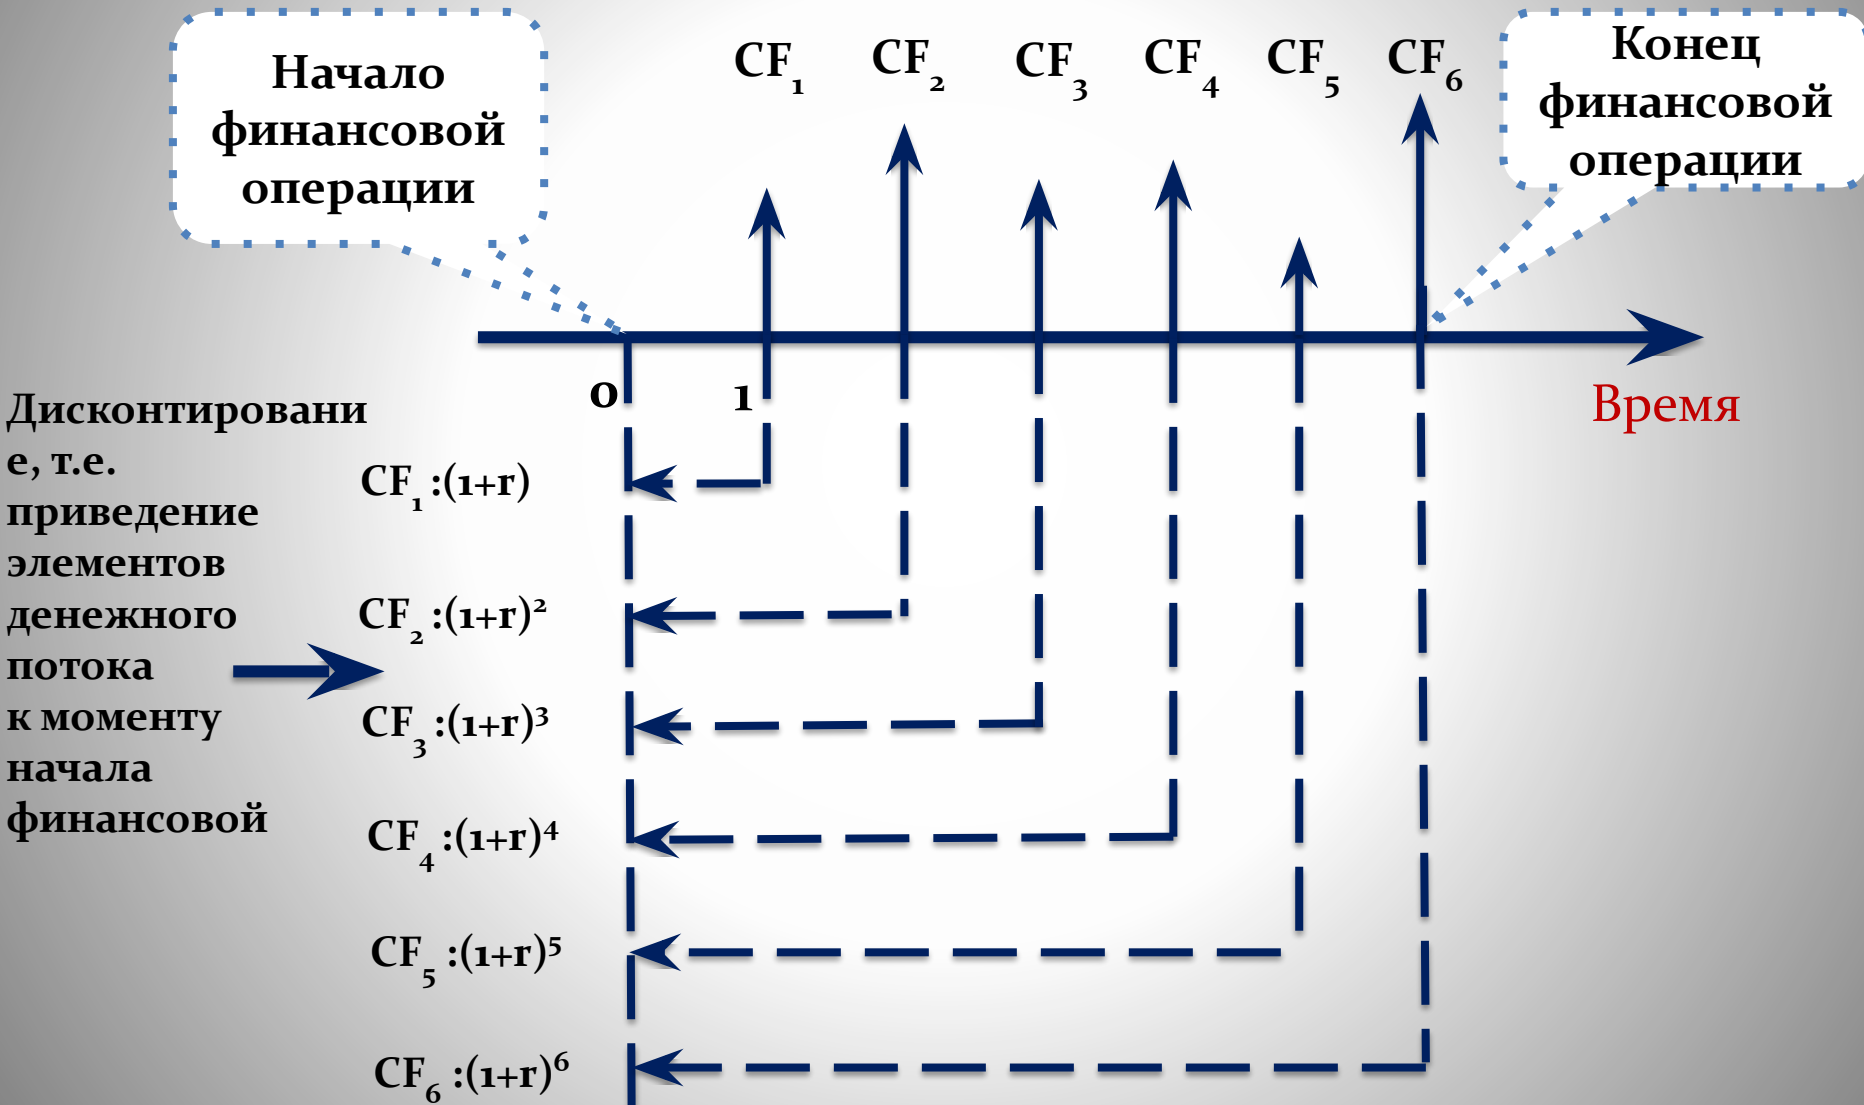 Начало
финансовой
операции
CF₁ CF₂ CF₃ CF₄ CF₅ CF₆
Конец
финансовой
операции
0 1
Время
Дисконтировани
е, т.е.
приведение
элементов
денежного
потока
к моменту
начала
финансовой
CF₁ :(1+r)
CF₂ :(1+r)²
CF₃ :(1+r)³
CF₄ :(1+r)⁴
CF₅ :(1+r)⁵
CF₆ :(1+r)⁶